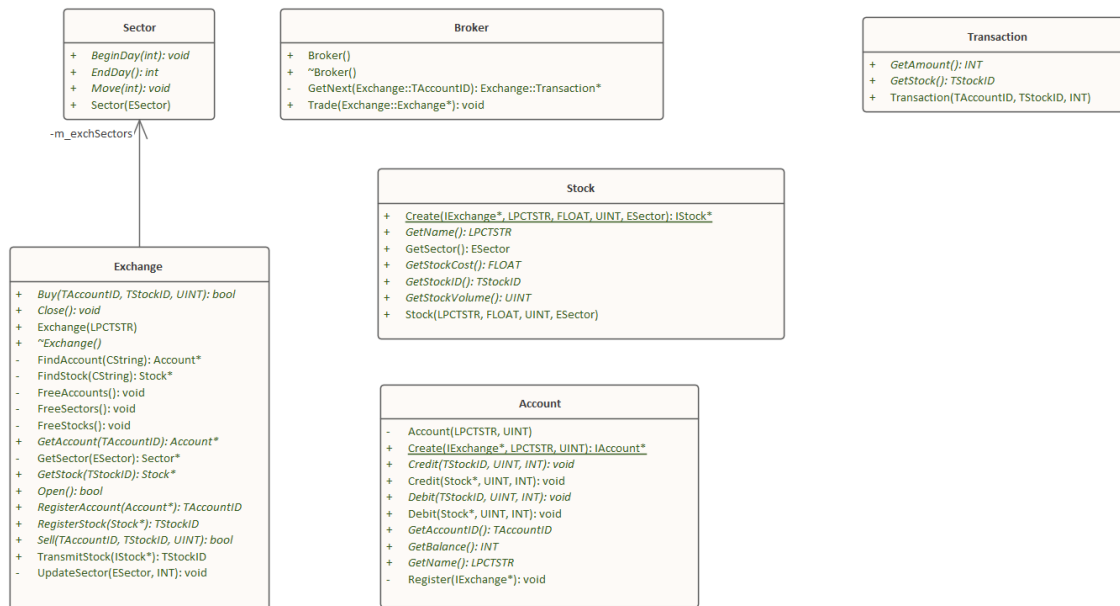 Sector
+ BeginDay(int): void
+ EndDay(): int
+ Move(int): void
+ Sector(ESector)
Broker
+ Broker()
+ ~Broker()
- GetNext(Exchange::TAccountID): Exchange::Transaction*
+ Trade(Exchange::Exchange*): void
Transaction
+ GetAmount(): INT
+ GetStock(): TStockID
+ Transaction(TAccountID, TStockID, INT)
-m_exchSectors
Stock
+ Create(IExchange*, LPCTSTR, FLOAT, UINT, ESector): IStock*
+ GetName(): LPCTSTR
+ GetSector(): ESector
+ GetStockCost(): FLOAT
+ GetStockID(): TStockID
+ GetStockVolume(): UINT
+ Stock(LPCTSTR, FLOAT, UINT, ESector)
Exchange
+ Buy(TAccountID, TStockID, UINT): bool
+ Close(): void
+ Exchange(LPCTSTR)
+ ~Exchange()
- FindAccount(CString): Account*
- FindStock(CString): Stock*
- FreeAccounts(): void
- FreeSectors(): void
- FreeStocks(): void
+ GetAccount(TAccountID): Account*
- GetSector(ESector): Sector*
+ GetStock(TStockID): Stock*
+ Open(): bool
+ RegisterAccount(Account*): TAccountID
+ RegisterStock(Stock*): TStockID
+ Sell(TAccountID, TStockID, UINT): bool
+ TransmitStock(IStock*): TStockID
- UpdateSector(ESector, INT): void
Account
- Account(LPCTSTR, UINT)
+ Create(IExchange*, LPCTSTR, UINT): IAccount*
+ Credit(TStockID, UINT, INT): void
+ Credit(Stock*, UINT, INT): void
+ Debit(TStockID, UINT, INT): void
+ Debit(Stock*, UINT, INT): void
+ GetAccountID(): TAccountID
+ GetBalance(): INT
+ GetName(): LPCTSTR
- Register(IExchange*): void